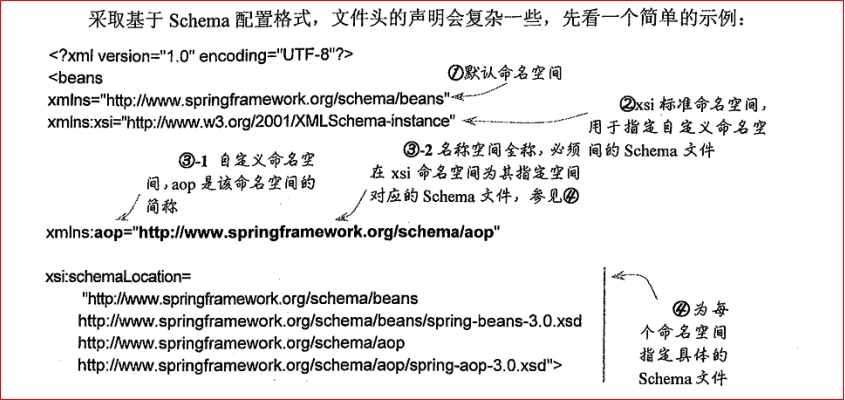 采取基于 Schema 配置格式，文件头的声明会复杂一些，先看一个简单的示例：
<?xml version="1.0" encoding="UTF-8"?>
<beans
①默认命名空间
xmlns="http://www.springframework.org/schema/beans"
xmlns:xsi="http://www.w3.org/2001/XMLSchema-instance"
②xsi 标准命名空间，
用于指定自定义命名空
间的 Schema 文件
③-1 自定义命名空
间，aop 是该命名空间的
简称
③-2 名称空间全称，必须
在 xsi 命名空间为其指定空间
对应的 Schema 文件，参见④
xmlns:aop="http://www.springframework.org/schema/aop"
xsi:schemaLocation=
"http://www.springframework.org/schema/beans
http://www.springframework.org/schema/beans/spring-beans-3.0.xsd
http://www.springframework.org/schema/aop
http://www.springframework.org/schema/aop/spring-aop-3.0.xsd">
④为每
个命名空间
指定具体的
Schema 文件